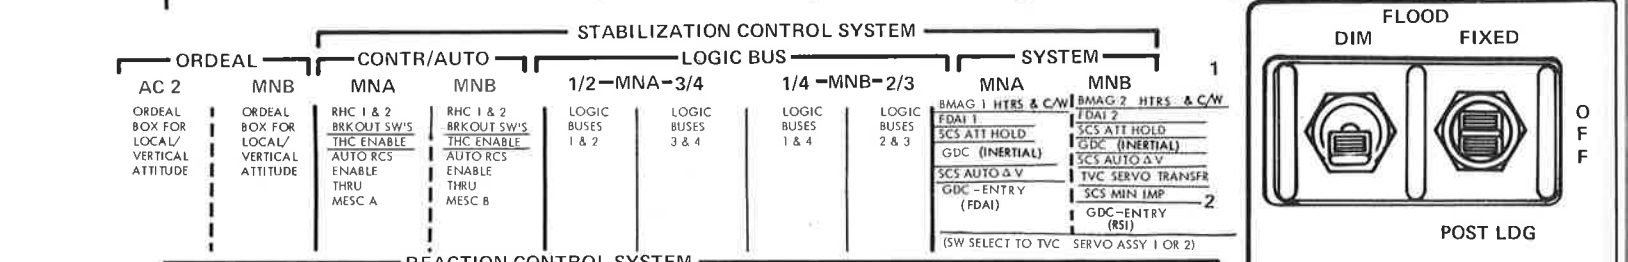 STABILIZATION CONTROL SYSTEM
ORDEAL
CONTR/AUTO
LOGIC BUS
SYSTEM
AC 2
MNB
MNA
MNB
1/2-MNA-3/4
1/4-MNB-2/3
MNA
MNB
1
ORDEAL
BOX FOR
LOCAL/
VERTICAL
ATTITUDE
ORDEAL
BOX FOR
LOCAL/
VERTICAL
ATTITUDE
RHC 1 & 2
BRKOUT SW'S
THC ENABLE
AUTO RCS
ENABLE
THRU
MESC A
RHC 1 & 2
BRKOUT SW'S
THC ENABLE
AUTO RCS
ENABLE
THRU
MESC B
LOGIC
BUSES
1 & 2
LOGIC
BUSES
3 & 4
LOGIC
BUSES
1 & 4
LOGIC
BUSES
2 & 3
BMAG 1 HTRS & C/W
FDAI 1
SCS ATT HOLD
GDC (INERTIAL)
SCS AUTO Δ V
GDC-ENTRY
(FDAI)
BMAG 2 HTRS & C/W
FDAI 2
SCS ATT HOLD
GDC (INERTIAL)
SCS AUTO Δ V
TVC SERVO TRANSFR
SCS MIN IMP
2
GDC-ENTRY
(RSI)
(SW SELECT TO TVC SERVO ASSY 1 OR 2)
REACTION CONTROL SYSTEM
FLOOD
DIM
FIXED
OFF
POST LDG